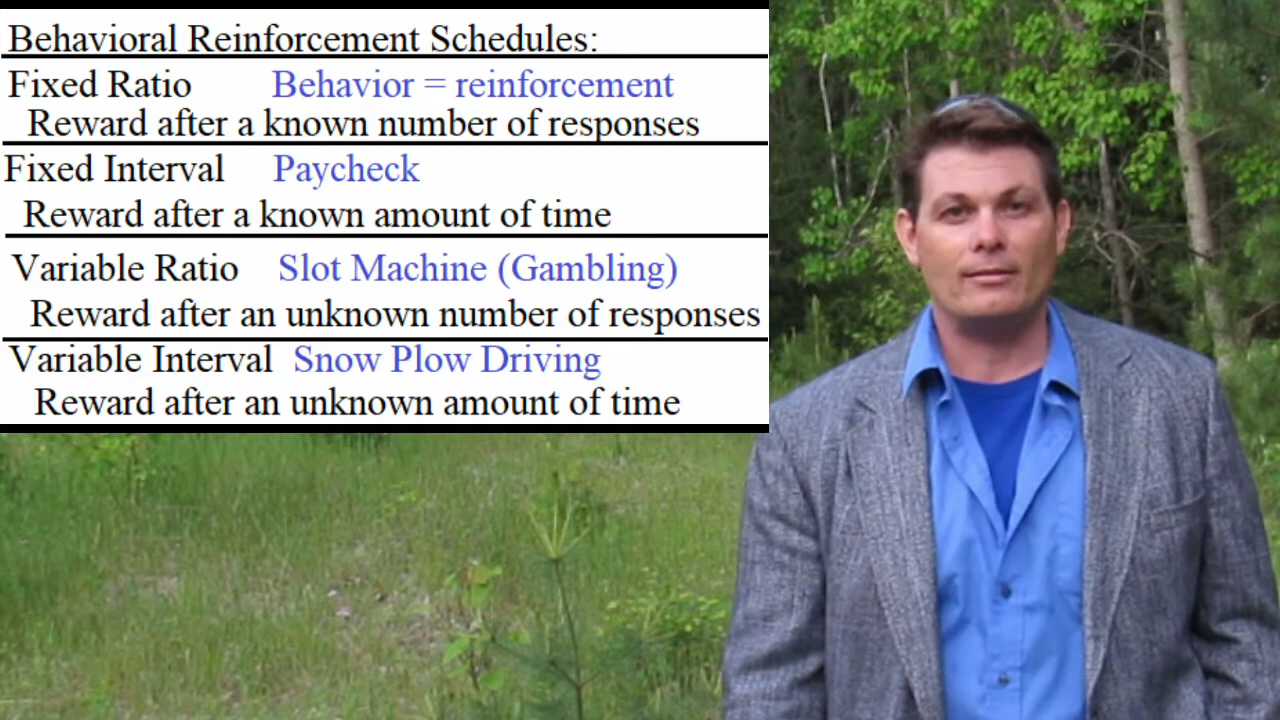 Behavioral Reinforcement Schedules:
Fixed Ratio Behavior = reinforcement
Reward after a known number of responses
Fixed Interval Paycheck
Reward after a known amount of time
Variable Ratio Slot Machine (Gambling)
Reward after an unknown number of responses
Variable Interval Snow Plow Driving
Reward after an unknown amount of time